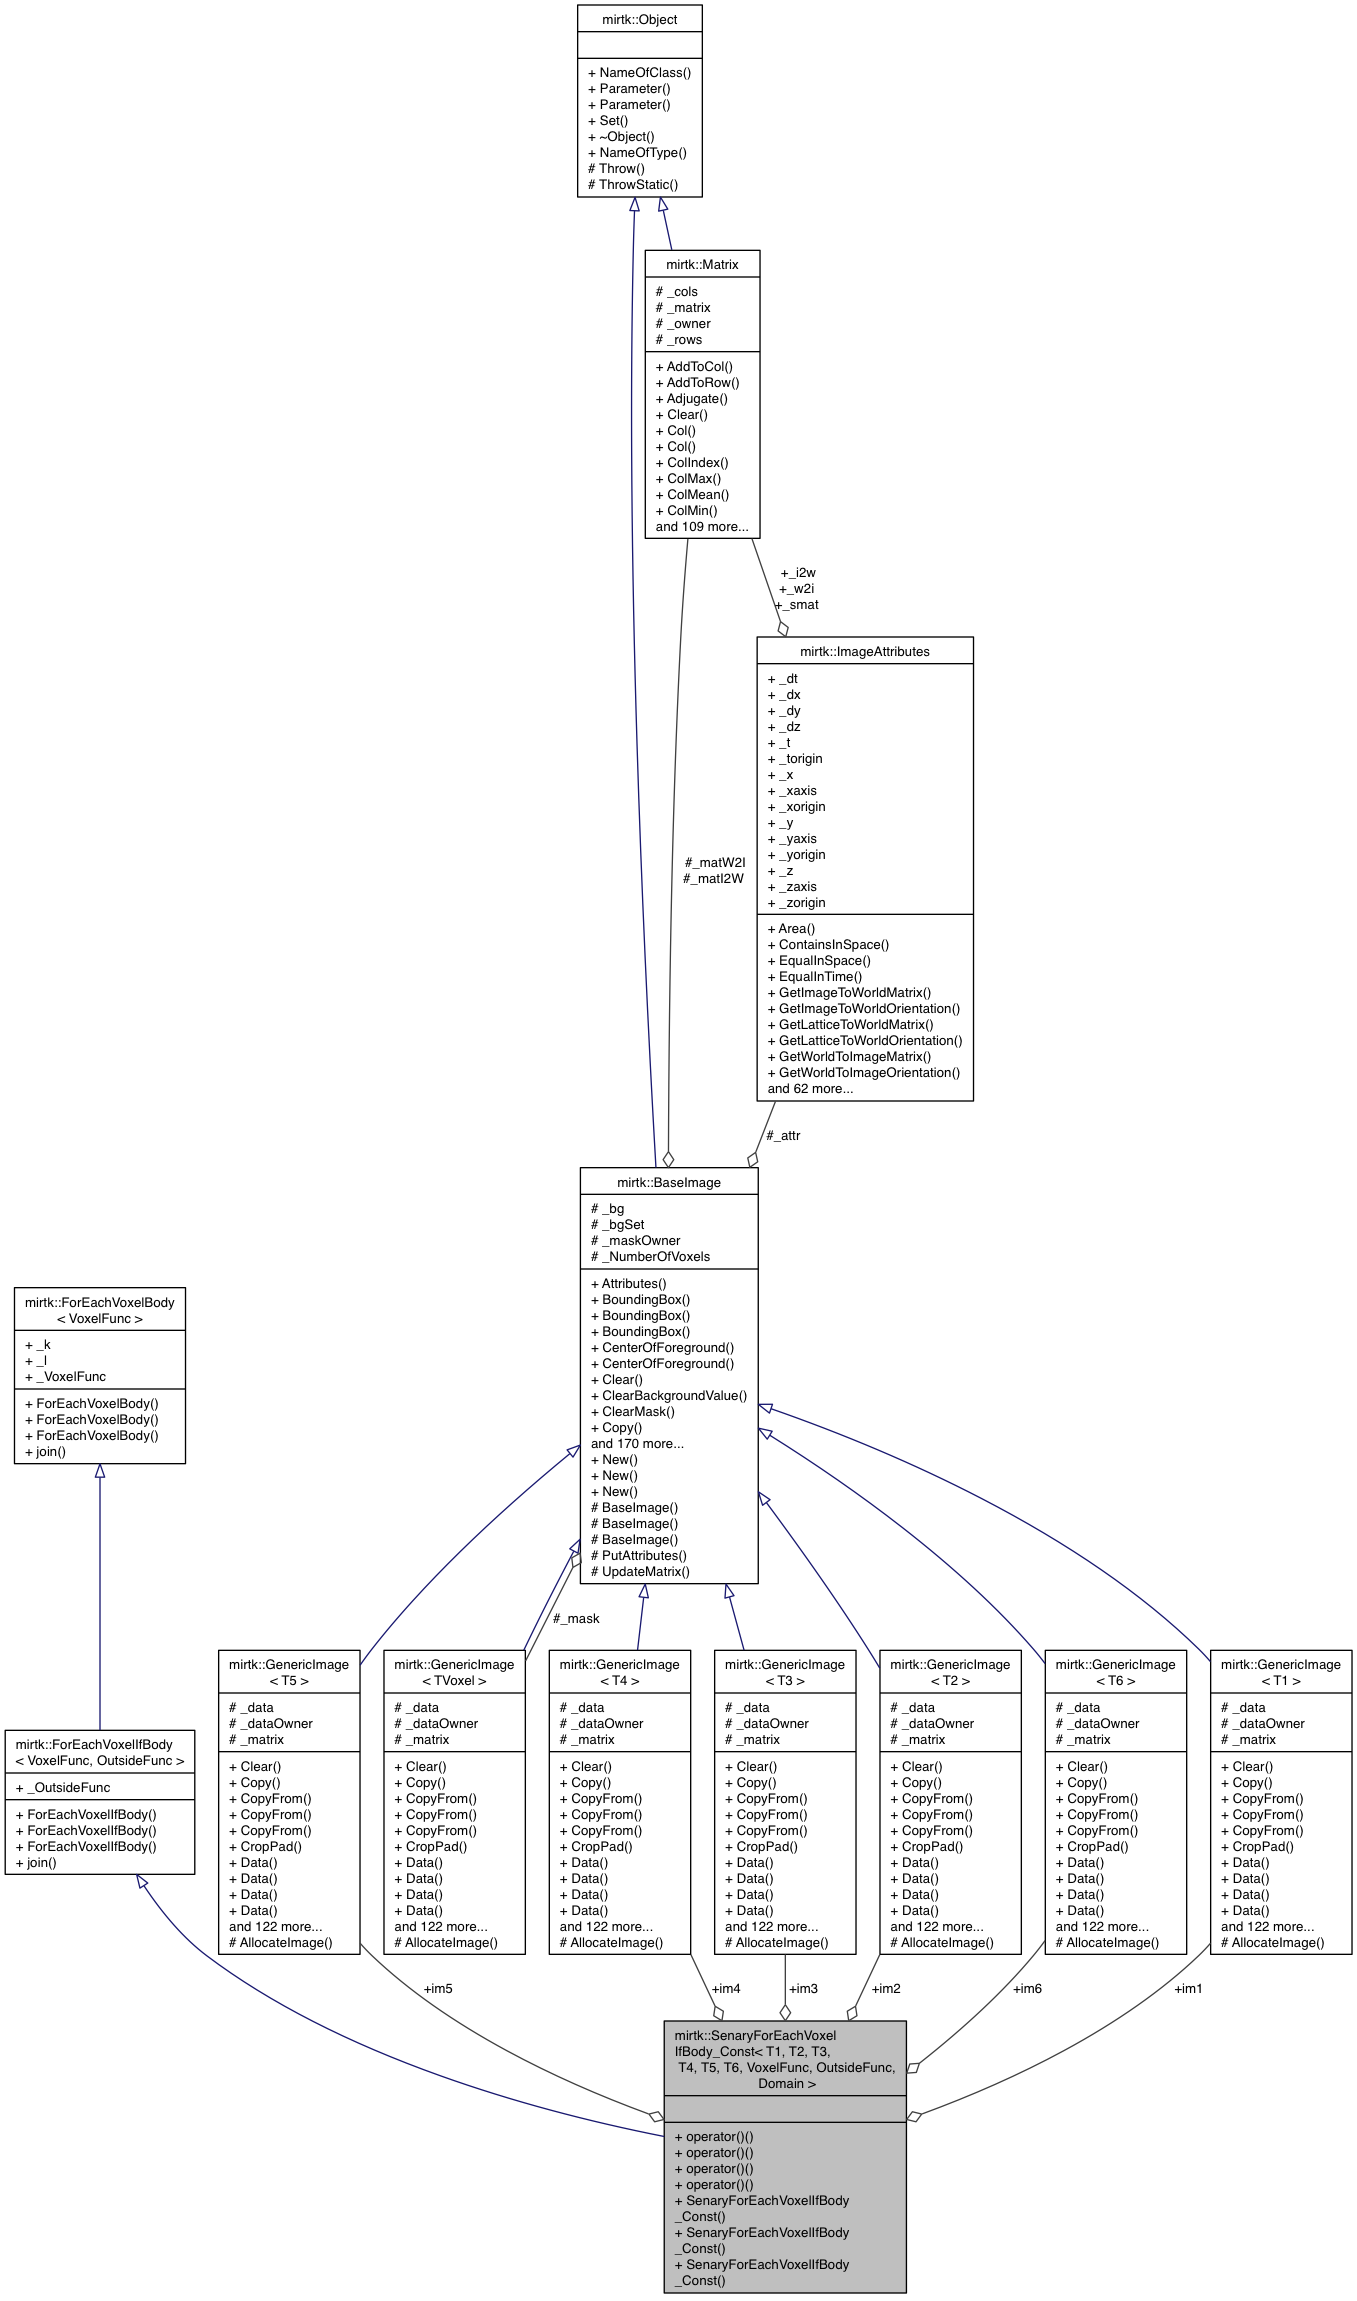 mirtk::Object
+ NameOfClass()
+ Parameter()
+ Parameter()
+ Set()
+ ~Object()
+ NameOfType()
# Throw()
# ThrowStatic()
mirtk::Matrix
# _cols
# _matrix
# _owner
# _rows
+ AddToCol()
+ AddToRow()
+ Adjugate()
+ Clear()
+ Col()
+ Col()
+ ColIndex()
+ ColMax()
+ ColMean()
+ ColMin()
and 109 more...
+_i2w
+_w2i
+_smat
mirtk::ImageAttributes
+ _dt
+ _dx
+ _dy
+ _dz
+ _t
+ _torigin
+ _x
+ _xaxis
+ _xorigin
+ _y
+ _yaxis
+ _yorigin
+ _z
+ _zaxis
+ _zorigin
+ Area()
+ ContainsInSpace()
+ EqualInSpace()
+ EqualInTime()
+ GetImageToWorldMatrix()
+ GetImageToWorldOrientation()
+ GetLatticeToWorldMatrix()
+ GetLatticeToWorldOrientation()
+ GetWorldToImageMatrix()
+ GetWorldToImageOrientation()
and 62 more...
#_matW2I
#_matI2W
#_attr
mirtk::BaseImage
# _bg
# _bgSet
# _maskOwner
# _NumberOfVoxels
+ Attributes()
+ BoundingBox()
+ BoundingBox()
+ BoundingBox()
+ CenterOfForeground()
+ CenterOfForeground()
+ Clear()
+ ClearBackgroundValue()
+ ClearMask()
+ Copy()
and 170 more...
+ New()
+ New()
+ New()
# BaseImage()
# BaseImage()
# BaseImage()
# PutAttributes()
# UpdateMatrix()
mirtk::ForEachVoxelBody
< VoxelFunc >
+ _k
+ _l
+ _VoxelFunc
+ ForEachVoxelBody()
+ ForEachVoxelBody()
+ ForEachVoxelBody()
+ join()
#_mask
mirtk::ForEachVoxelIfBody
< VoxelFunc, OutsideFunc >
+ _OutsideFunc
+ ForEachVoxelIfBody()
+ ForEachVoxelIfBody()
+ ForEachVoxelIfBody()
+ join()
mirtk::GenericImage
< T5 >
# _data
# _dataOwner
# _matrix
+ Clear()
+ Copy()
+ CopyFrom()
+ CopyFrom()
+ CopyFrom()
+ CropPad()
+ Data()
+ Data()
+ Data()
+ Data()
and 122 more...
# AllocateImage()
mirtk::GenericImage
< TVoxel >
# _data
# _dataOwner
# _matrix
+ Clear()
+ Copy()
+ CopyFrom()
+ CopyFrom()
+ CopyFrom()
+ CropPad()
+ Data()
+ Data()
+ Data()
+ Data()
and 122 more...
# AllocateImage()
mirtk::GenericImage
< T4 >
# _data
# _dataOwner
# _matrix
+ Clear()
+ Copy()
+ CopyFrom()
+ CopyFrom()
+ CopyFrom()
+ CropPad()
+ Data()
+ Data()
+ Data()
+ Data()
and 122 more...
# AllocateImage()
mirtk::GenericImage
< T3 >
# _data
# _dataOwner
# _matrix
+ Clear()
+ Copy()
+ CopyFrom()
+ CopyFrom()
+ CopyFrom()
+ CropPad()
+ Data()
+ Data()
+ Data()
+ Data()
and 122 more...
# AllocateImage()
mirtk::GenericImage
< T2 >
# _data
# _dataOwner
# _matrix
+ Clear()
+ Copy()
+ CopyFrom()
+ CopyFrom()
+ CopyFrom()
+ CropPad()
+ Data()
+ Data()
+ Data()
+ Data()
and 122 more...
# AllocateImage()
mirtk::GenericImage
< T6 >
# _data
# _dataOwner
# _matrix
+ Clear()
+ Copy()
+ CopyFrom()
+ CopyFrom()
+ CopyFrom()
+ CropPad()
+ Data()
+ Data()
+ Data()
+ Data()
and 122 more...
# AllocateImage()
mirtk::GenericImage
< T1 >
# _data
# _dataOwner
# _matrix
+ Clear()
+ Copy()
+ CopyFrom()
+ CopyFrom()
+ CopyFrom()
+ CropPad()
+ Data()
+ Data()
+ Data()
+ Data()
and 122 more...
# AllocateImage()
+im5
+im4
+im3
+im2
+im6
+im1
mirtk::SenaryForEachVoxel
IfBody_Const< T1, T2, T3,
T4, T5, T6, VoxelFunc, OutsideFunc,
Domain >
+ operator()()
+ operator()()
+ operator()()
+ operator()()
+ SenaryForEachVoxelIfBody
_Const()
+ SenaryForEachVoxelIfBody
_Const()
+ SenaryForEachVoxelIfBody
_Const()